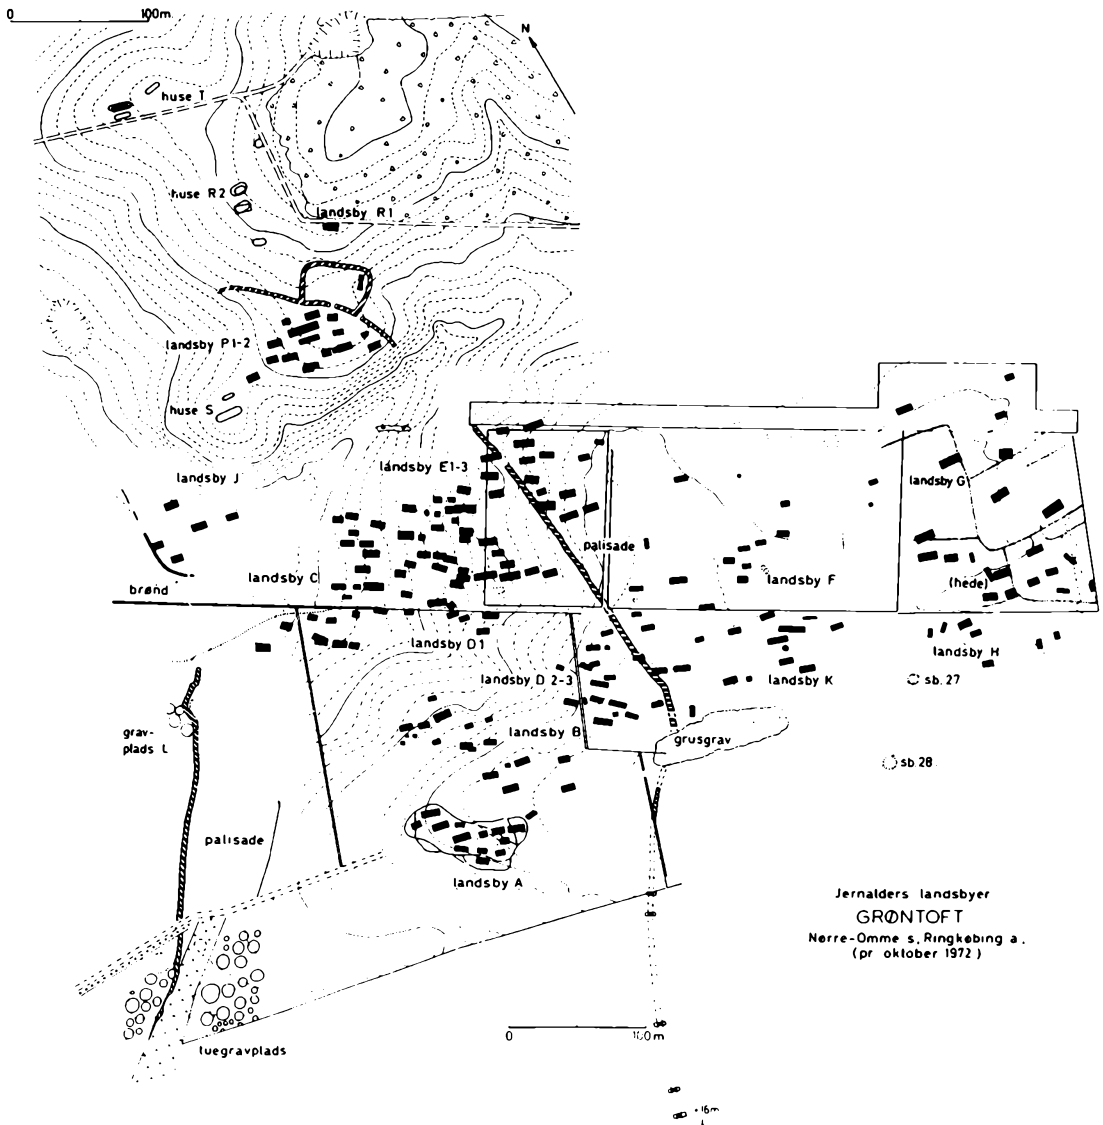 0 100m
N
huse T
huse R2
landsby R1
landsby P1-2
huse S
landsby J
landsby E1-3
landsby G
palisade
landsby C
landsby F
(hede)
brønd
landsby D1
landsby H
landsby D2-3
landsby K
sb. 27
grav-
plads L
landsby B
grusgrav
sb. 28.
palisade
landsby A
Jernalders landsbyer
GRØNTOFT
Nørre-Omme s, Ringkøbing a.
(pr oktober 1972)
0 100m
tuegravplads
+16m